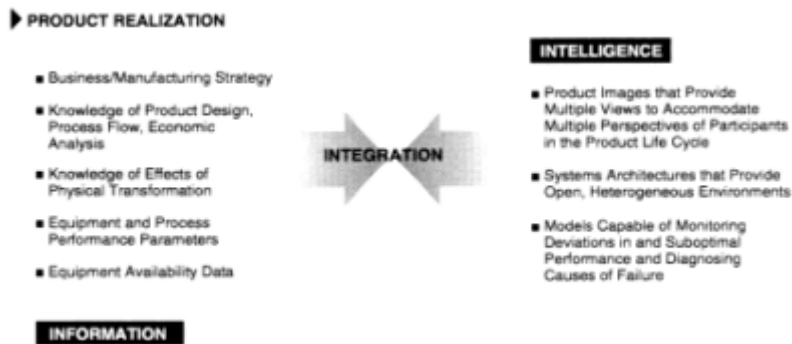 PRODUCT REALIZATION
Business/Manufacturing Strategy
Knowledge of Product Design,
Process Flow, Economic
Analysis
Knowledge of Effects of
Physical Transformation
Equipment and Process
Performance Parameters
Equipment Availability Data
INFORMATION
INTEGRATION
INTELLIGENCE
Product Images that Provide
Multiple Views to Accommodate
Multiple Perspectives of Participants
in the Product Life Cycle
Systems Architectures that Provide
Open, Heterogeneous Environments
Models Capable of Monitoring
Deviations in and Suboptimal
Performance and Diagnosing
Causes of Failure